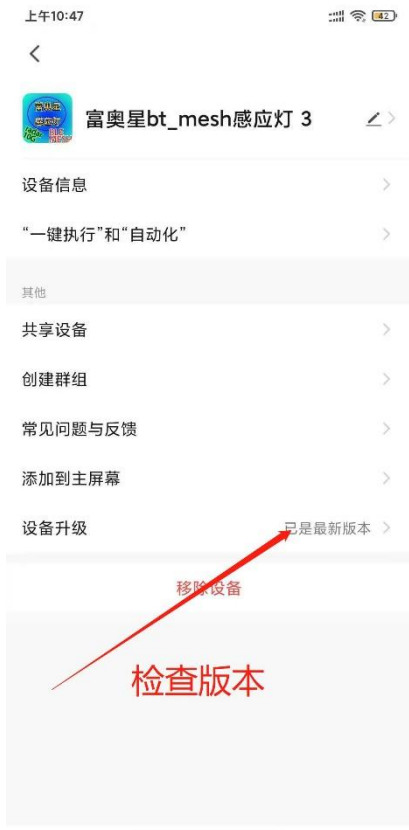 上午10:47
42
富奥星bt_mesh感应灯 3
设备信息
“一键执行”和“自动化”
其他
共享设备
创建群组
常见问题与反馈
添加到主屏幕
设备升级 已是最新版本
移除设备
检查版本